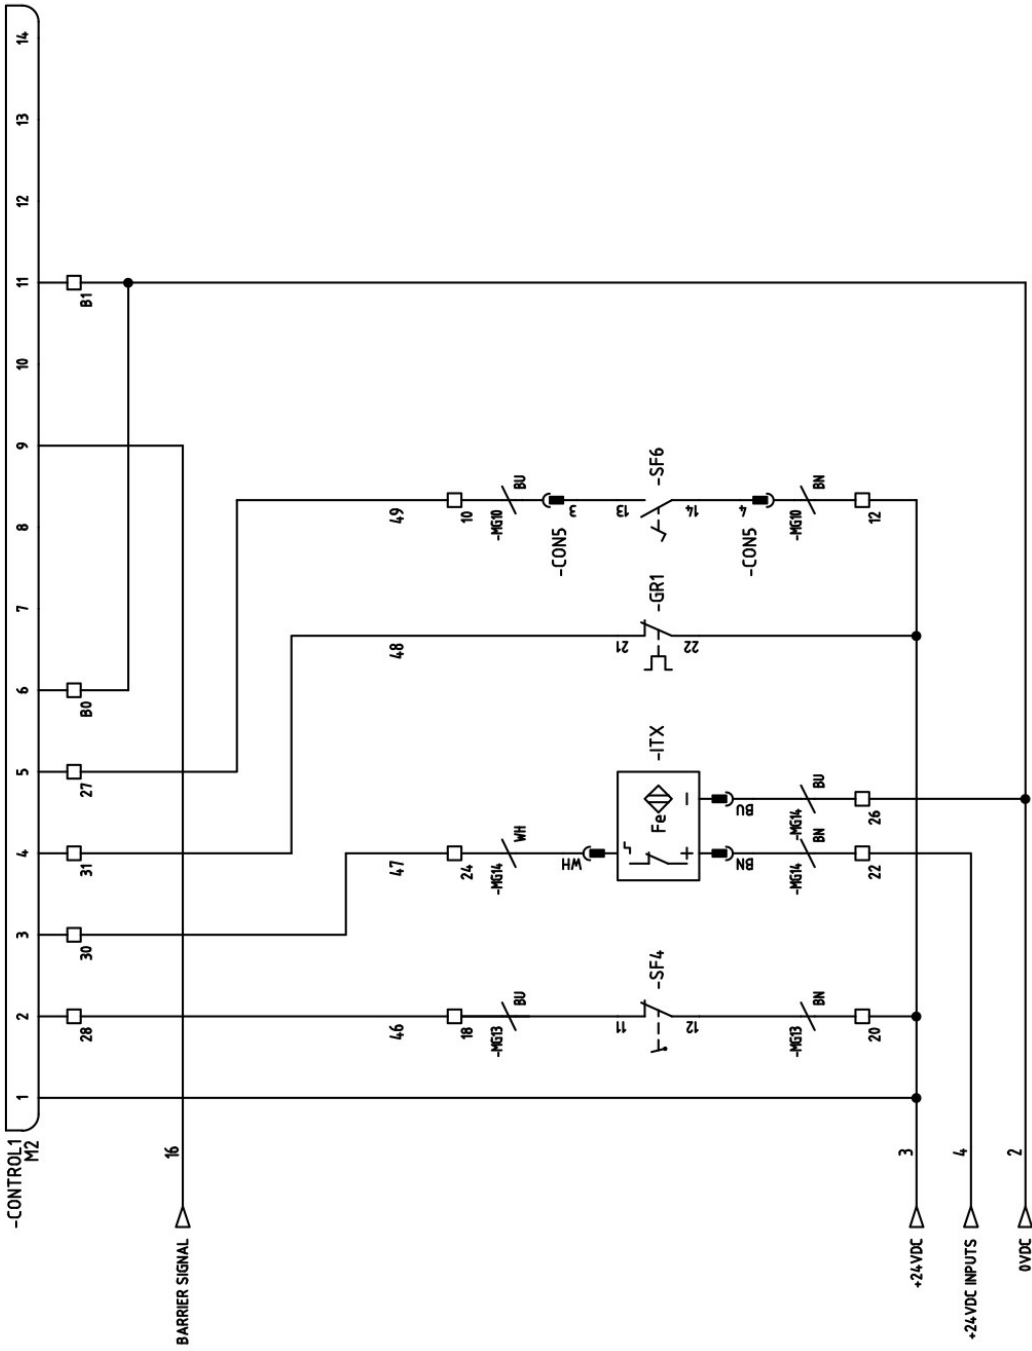 -CONTROL1
M2
1
2
3
4
5
6
7
8
9
10
11
12
13
14
28
30
31
27
B0
B1
BARRIER SIGNAL
16
46
47
48
49
18
24
10
-MG13
BU
-MG14
WH
-MG10
BU
WH
-CON5
3
11
12
-SF4
Fe
+
−
-ITX
21
22
-GR1
13
14
-SF6
BN
BU
-CON5
4
-MG13
BN
-MG14
BN
-MG14
BU
-MG10
BN
20
22
26
12
+24VDC
3
+24VDC INPUTS
4
0VDC
2